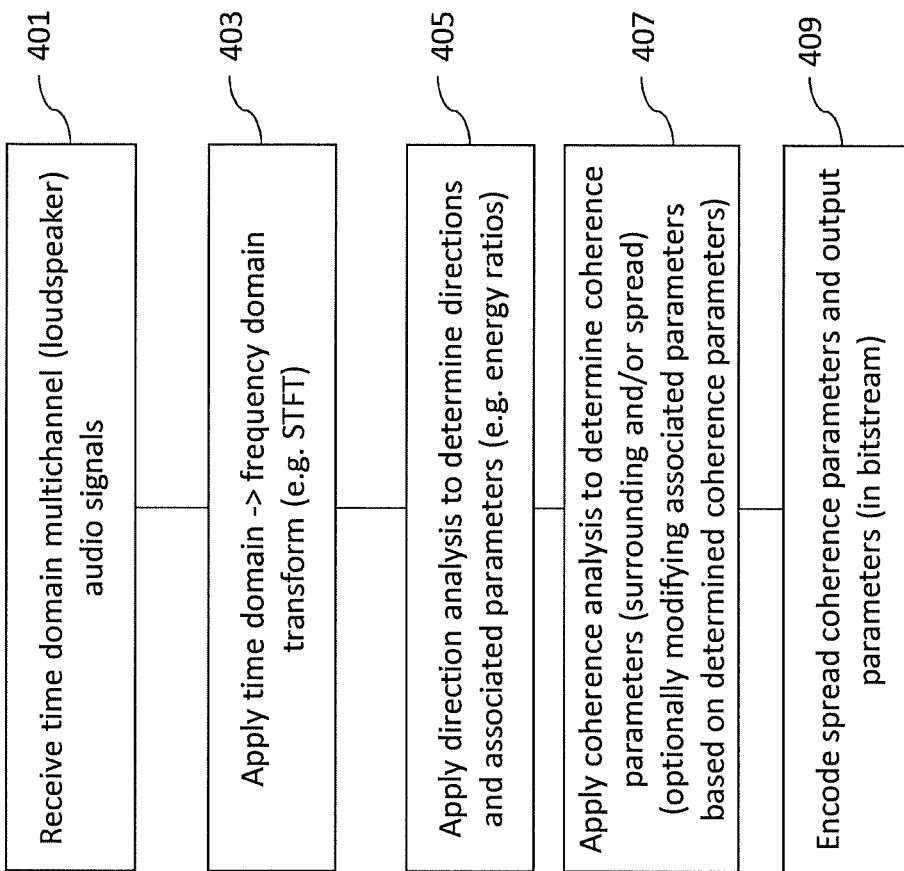 Receive time domain multichannel (loudspeaker)
audio signals
401
Apply time domain -> frequency domain
transform (e.g. STFT)
403
Apply direction analysis to determine directions
and associated parameters (e.g. energy ratios)
405
Apply coherence analysis to determine coherence
parameters (surrounding and/or spread)
(optionally modifying associated parameters
based on determined coherence parameters)
407
Encode spread coherence parameters and output
parameters (in bitstream)
409